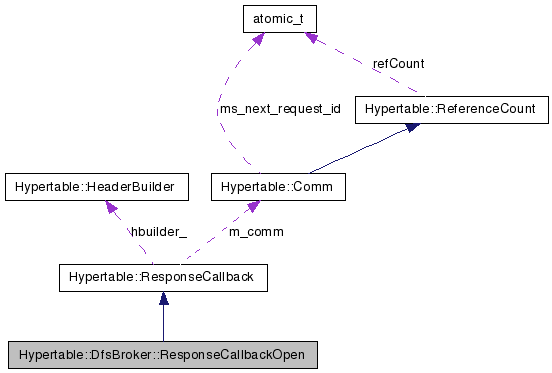 atomic_t
refCount
ms_next_request_id
Hypertable::ReferenceCount
Hypertable::HeaderBuilder
Hypertable::Comm
hbuilder_
m_comm
Hypertable::ResponseCallback
Hypertable::DfsBroker::ResponseCallbackOpen